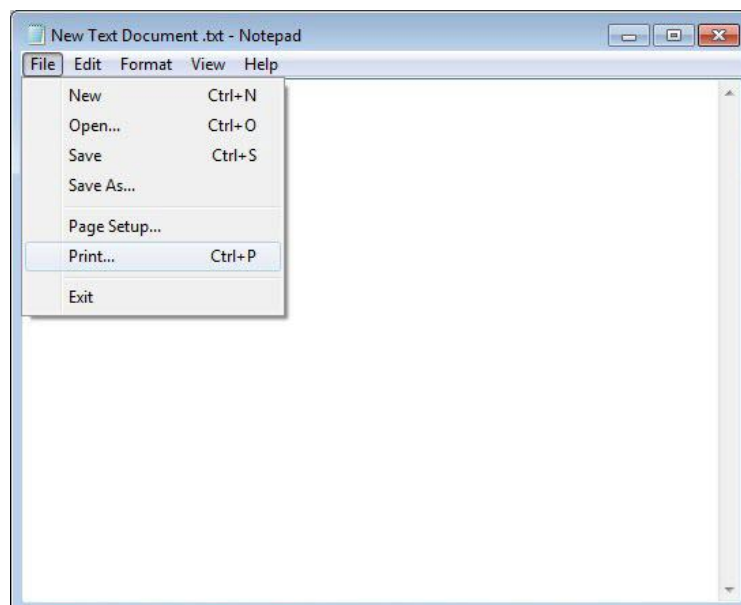 New Text Document .txt - Notepad
File Edit Format View Help
New Ctrl+N
Open... Ctrl+O
Save Ctrl+S
Save As...
Page Setup...
Print... Ctrl+P
Exit